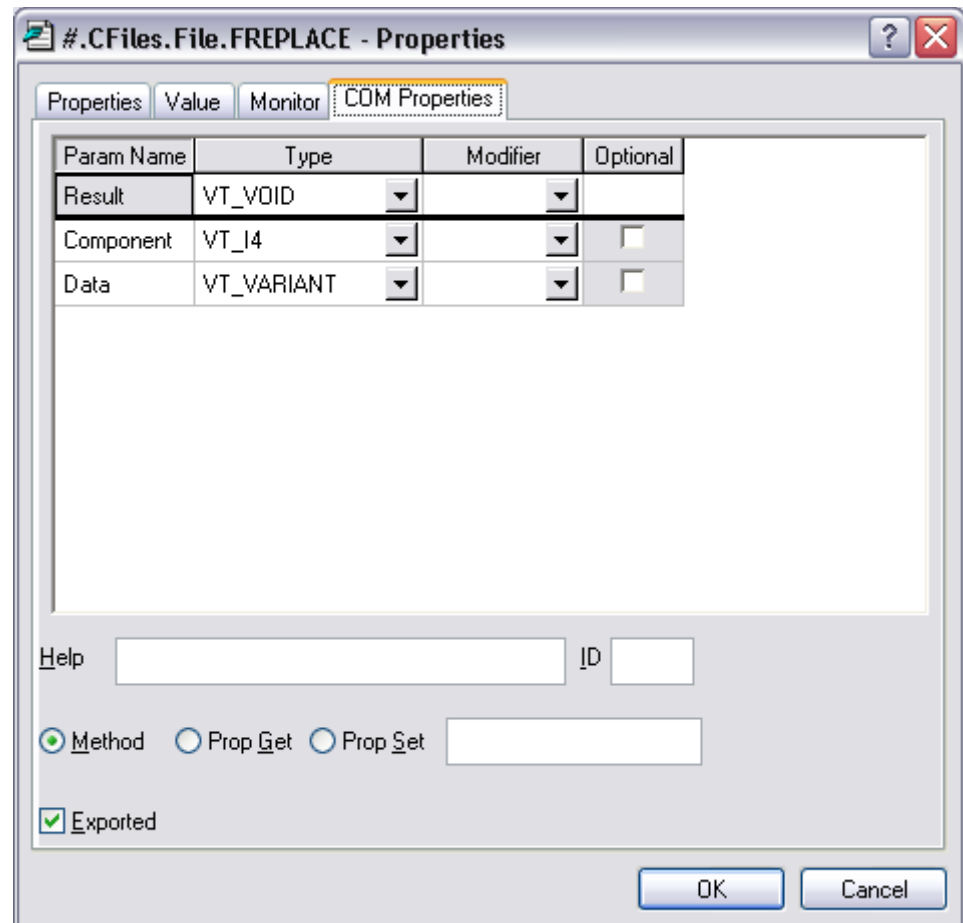 #.CFiles.File.FREPLACE - Properties
Properties Value Monitor COM Properties
Param Name Type Modifier Optional
Result VT_VOID
Component VT_I4
Data VT_VARIANT
Help ID
Method Prop Get Prop Set
Exported
OK Cancel